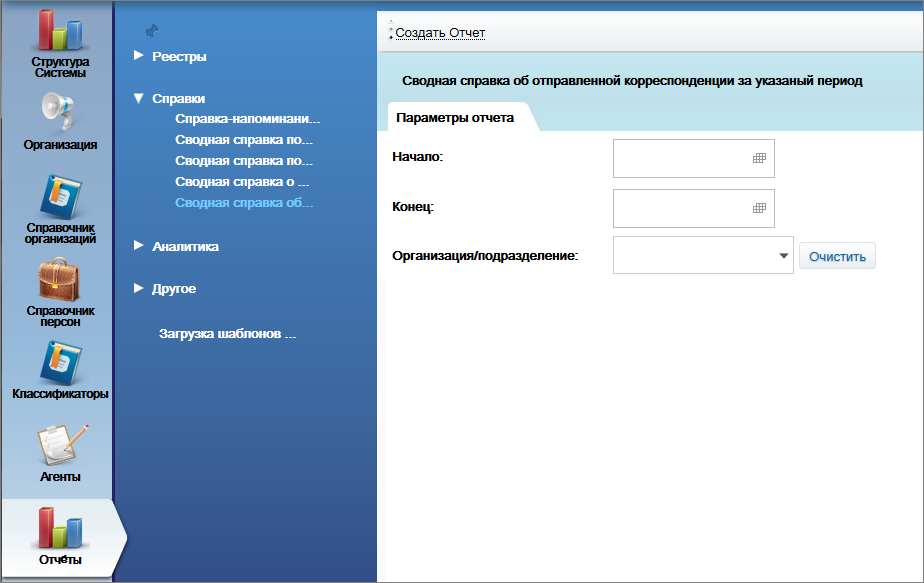 Структура
Системы
Организация
Справочник
организаций
Справочник
персон
Классификаторы
Агенты
Отчёты
Реестры
Справки
Справка-напоминани...
Сводная справка по...
Сводная справка по...
Сводная справка о ...
Сводная справка об...
Аналитика
Другое
Загрузка шаблонов ...
Создать Отчет
Сводная справка об отправленной корреспонденции за указаный период
Параметры отчета
Начало:
Конец:
Организация/подразделение:
Очистить